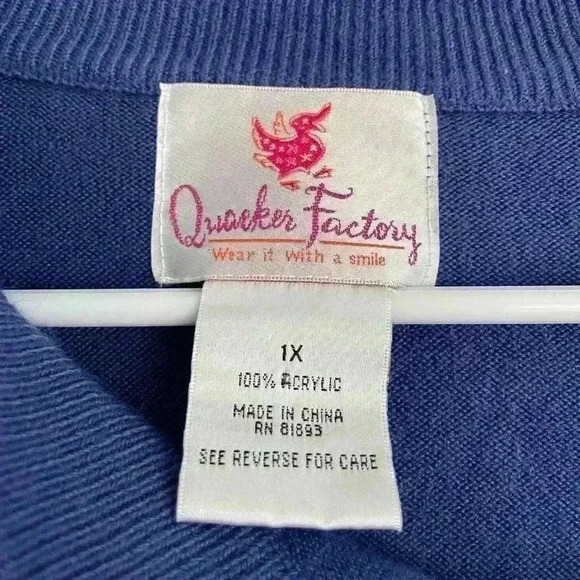 Quacker Factory
Wear it with a smile
1X
100% ACRYLIC
MADE IN CHINA
RN 81893
SEE REVERSE FOR CARE